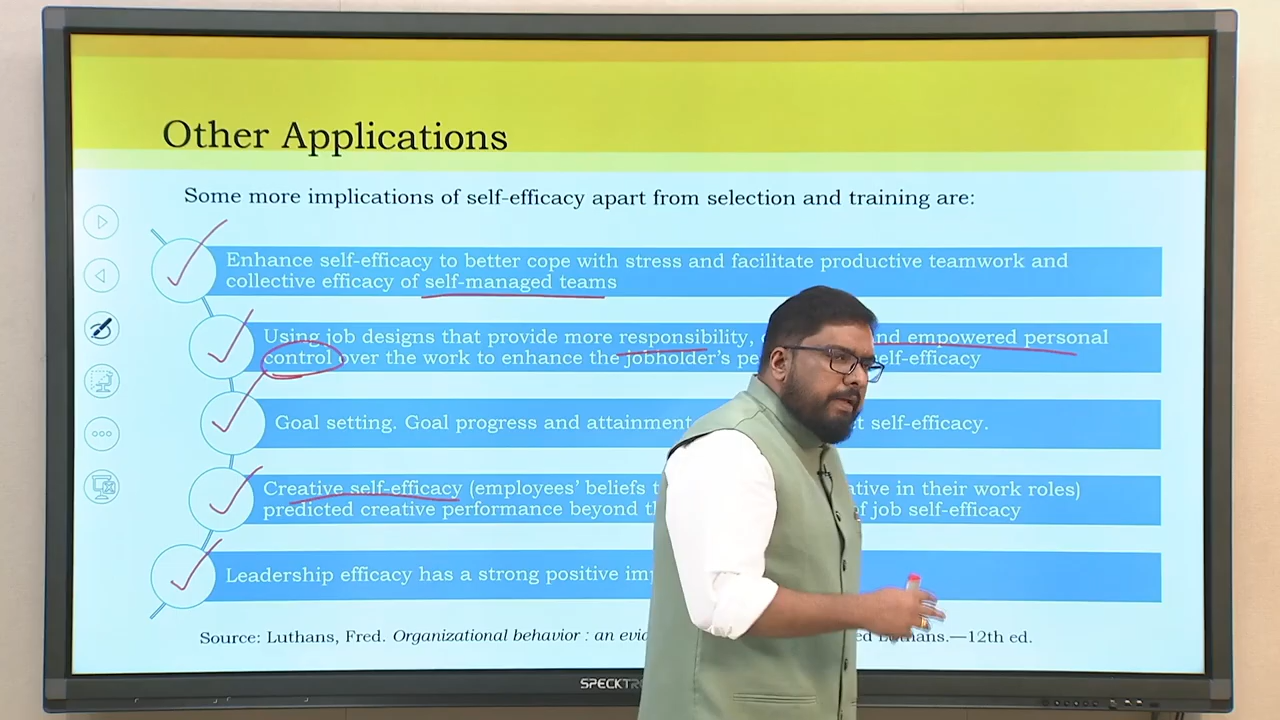 Other Applications
Some more implications of self-efficacy apart from selection and training are:
Enhance self-efficacy to better cope with stress and facilitate productive teamwork and
collective efficacy of self-managed teams
Using job designs that provide more responsibility, and empowered personal
control over the work to enhance the jobholder's self-efficacy
Goal setting. Goal progress and attainment self-efficacy.
Creative self-efficacy (employees' beliefs in their work roles)
predicted creative performance beyond of job self-efficacy
Leadership efficacy has a strong positive
Source: Luthans, Fred. Organizational behavior : an Luthans.—12th ed.